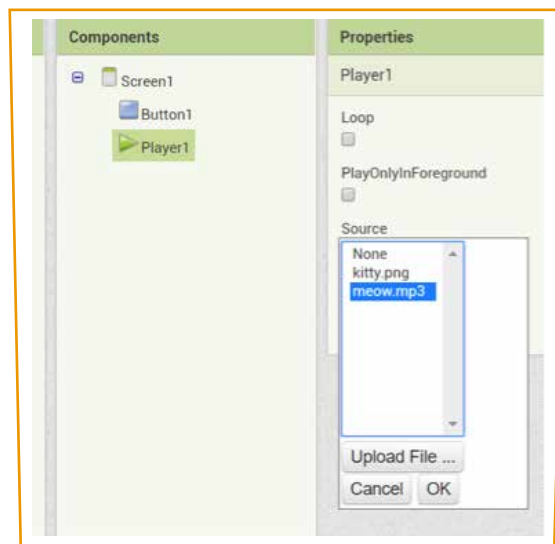 Components
Screen1
Button1
Player1
Properties
Player1
Loop
PlayOnlyInForeground
Source
None
kitty.png
meow.mp3
Upload File ...
Cancel OK